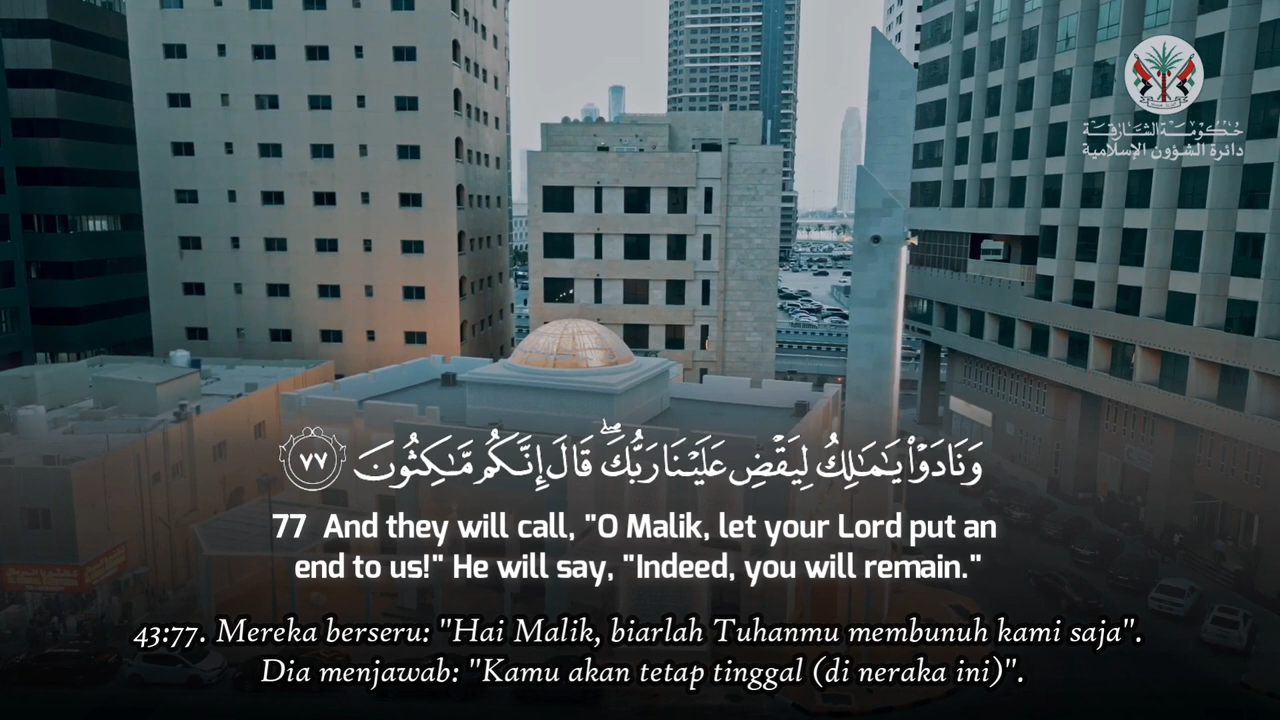 حكومة الشارقة
دائرة الشؤون الإسلامية
وَنَادَوْا۟ يَـٰمَـٰلِكُ لِيَقْضِ عَلَيْنَا رَبُّكَ ۖ قَالَ إِنَّكُم مَّـٰكِثُونَ ٧٧
77 And they will call, "O Malik, let your Lord put an
end to us!" He will say, "Indeed, you will remain."
43:77. Mereka berseru: "Hai Malik, biarlah Tuhanmu membunuh kami saja".
Dia menjawab: "Kamu akan tetap tinggal (di neraka ini)".